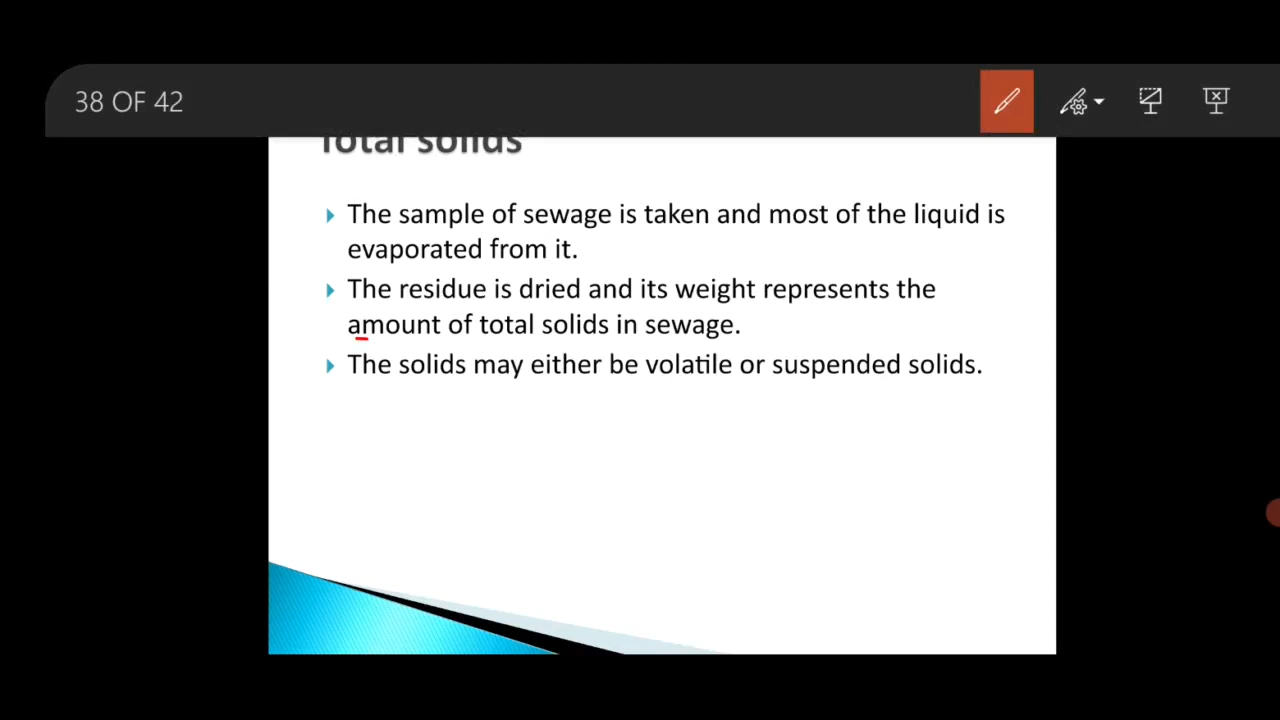 38 OF 42
Total solids
The sample of sewage is taken and most of the liquid is
evaporated from it.
The residue is dried and its weight represents the
amount of total solids in sewage.
The solids may either be volatile or suspended solids.